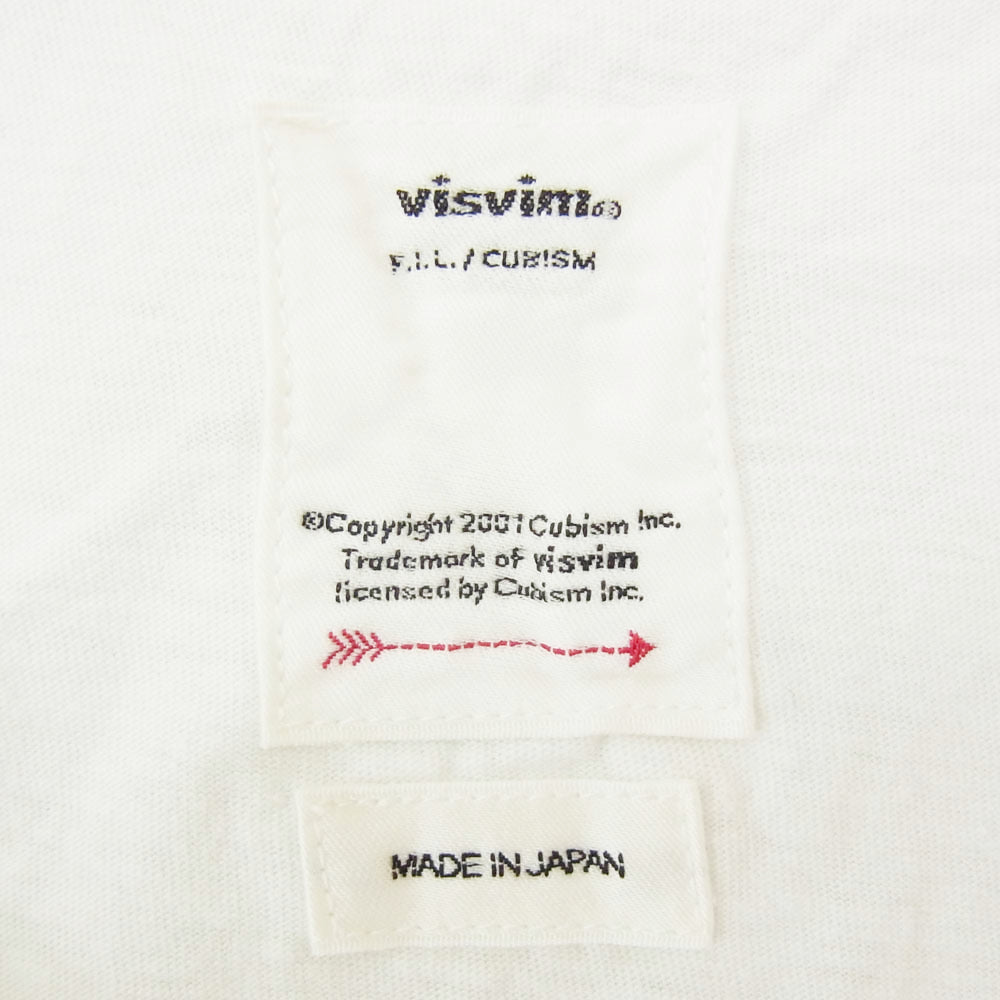 visvim®
F.I.L. / CUBISM
©Copyright 2001 Cubism Inc.
Trademark of visvim
licensed by Cubism Inc.
MADE IN JAPAN